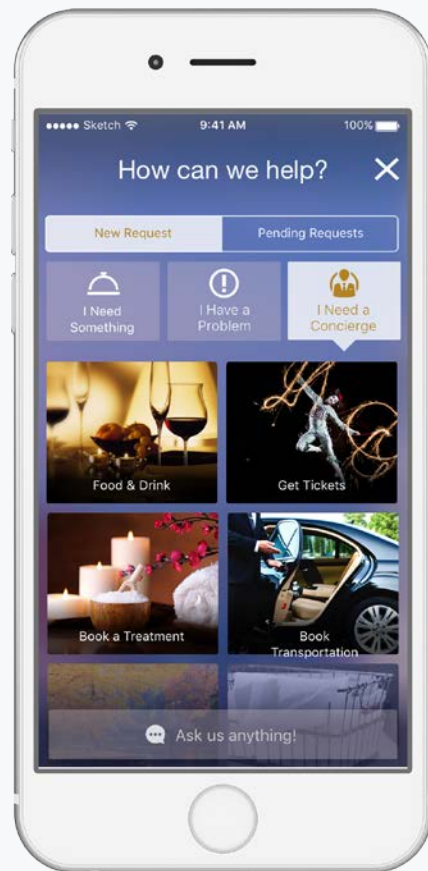 Sketch 9:41 AM 100%
How can we help?
New Request Pending Requests
I Need
Something
I Have a
Problem
I Need a
Concierge
Food & Drink Get Tickets
Book a Treatment Book
Transportation
Ask us anything!